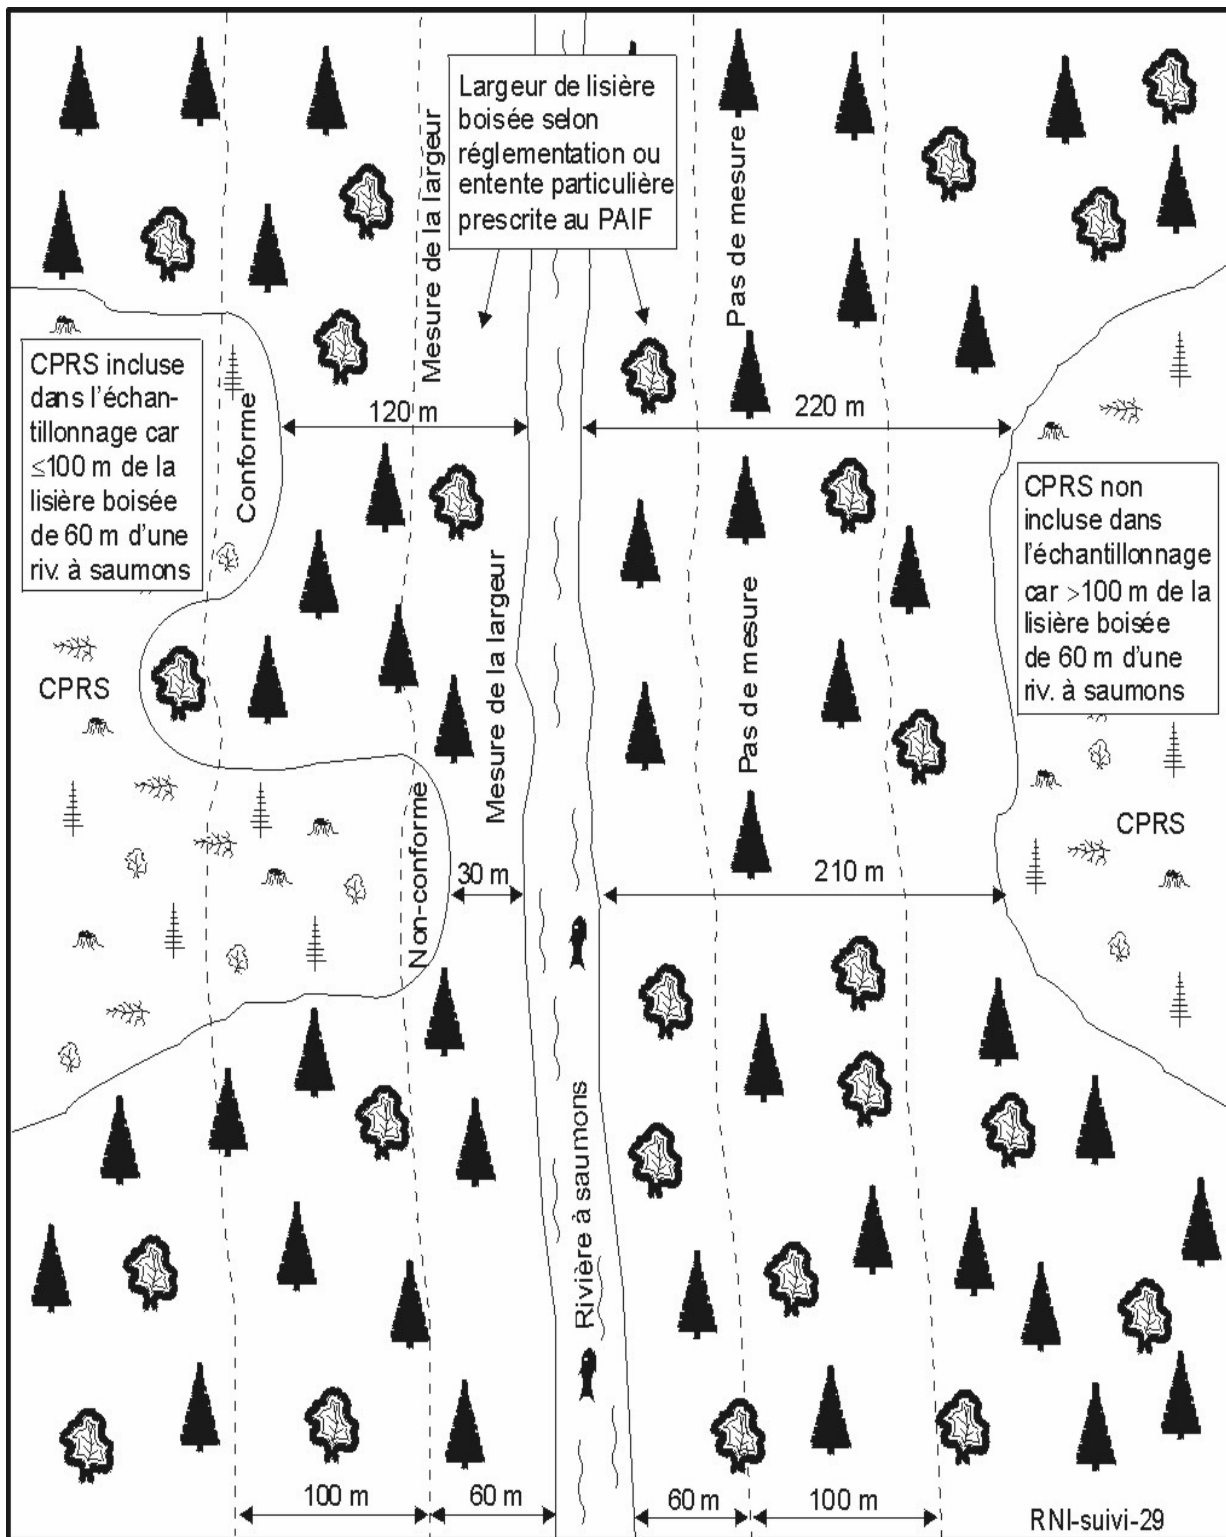 Largeur de lisière
boisée selon
réglementation ou
entente particulière
prescrite au PAIF
Mesure de la largeur
Pas de mesure
CPRS incluse
dans l'échan-
tillonnage car
≤100 m de la
lisière boisée
de 60 m d'une
riv. à saumons
Conforme
120 m
220 m
CPRS non
incluse dans
l'échantillonnage
car >100 m de la
lisière boisée
de 60 m d'une
riv. à saumons
Mesure de la largeur
Pas de mesure
CPRS
CPRS
Non-conforme
30 m
210 m
Rivière à saumons
100 m
60 m
60 m
100 m
RNI-suivi-29